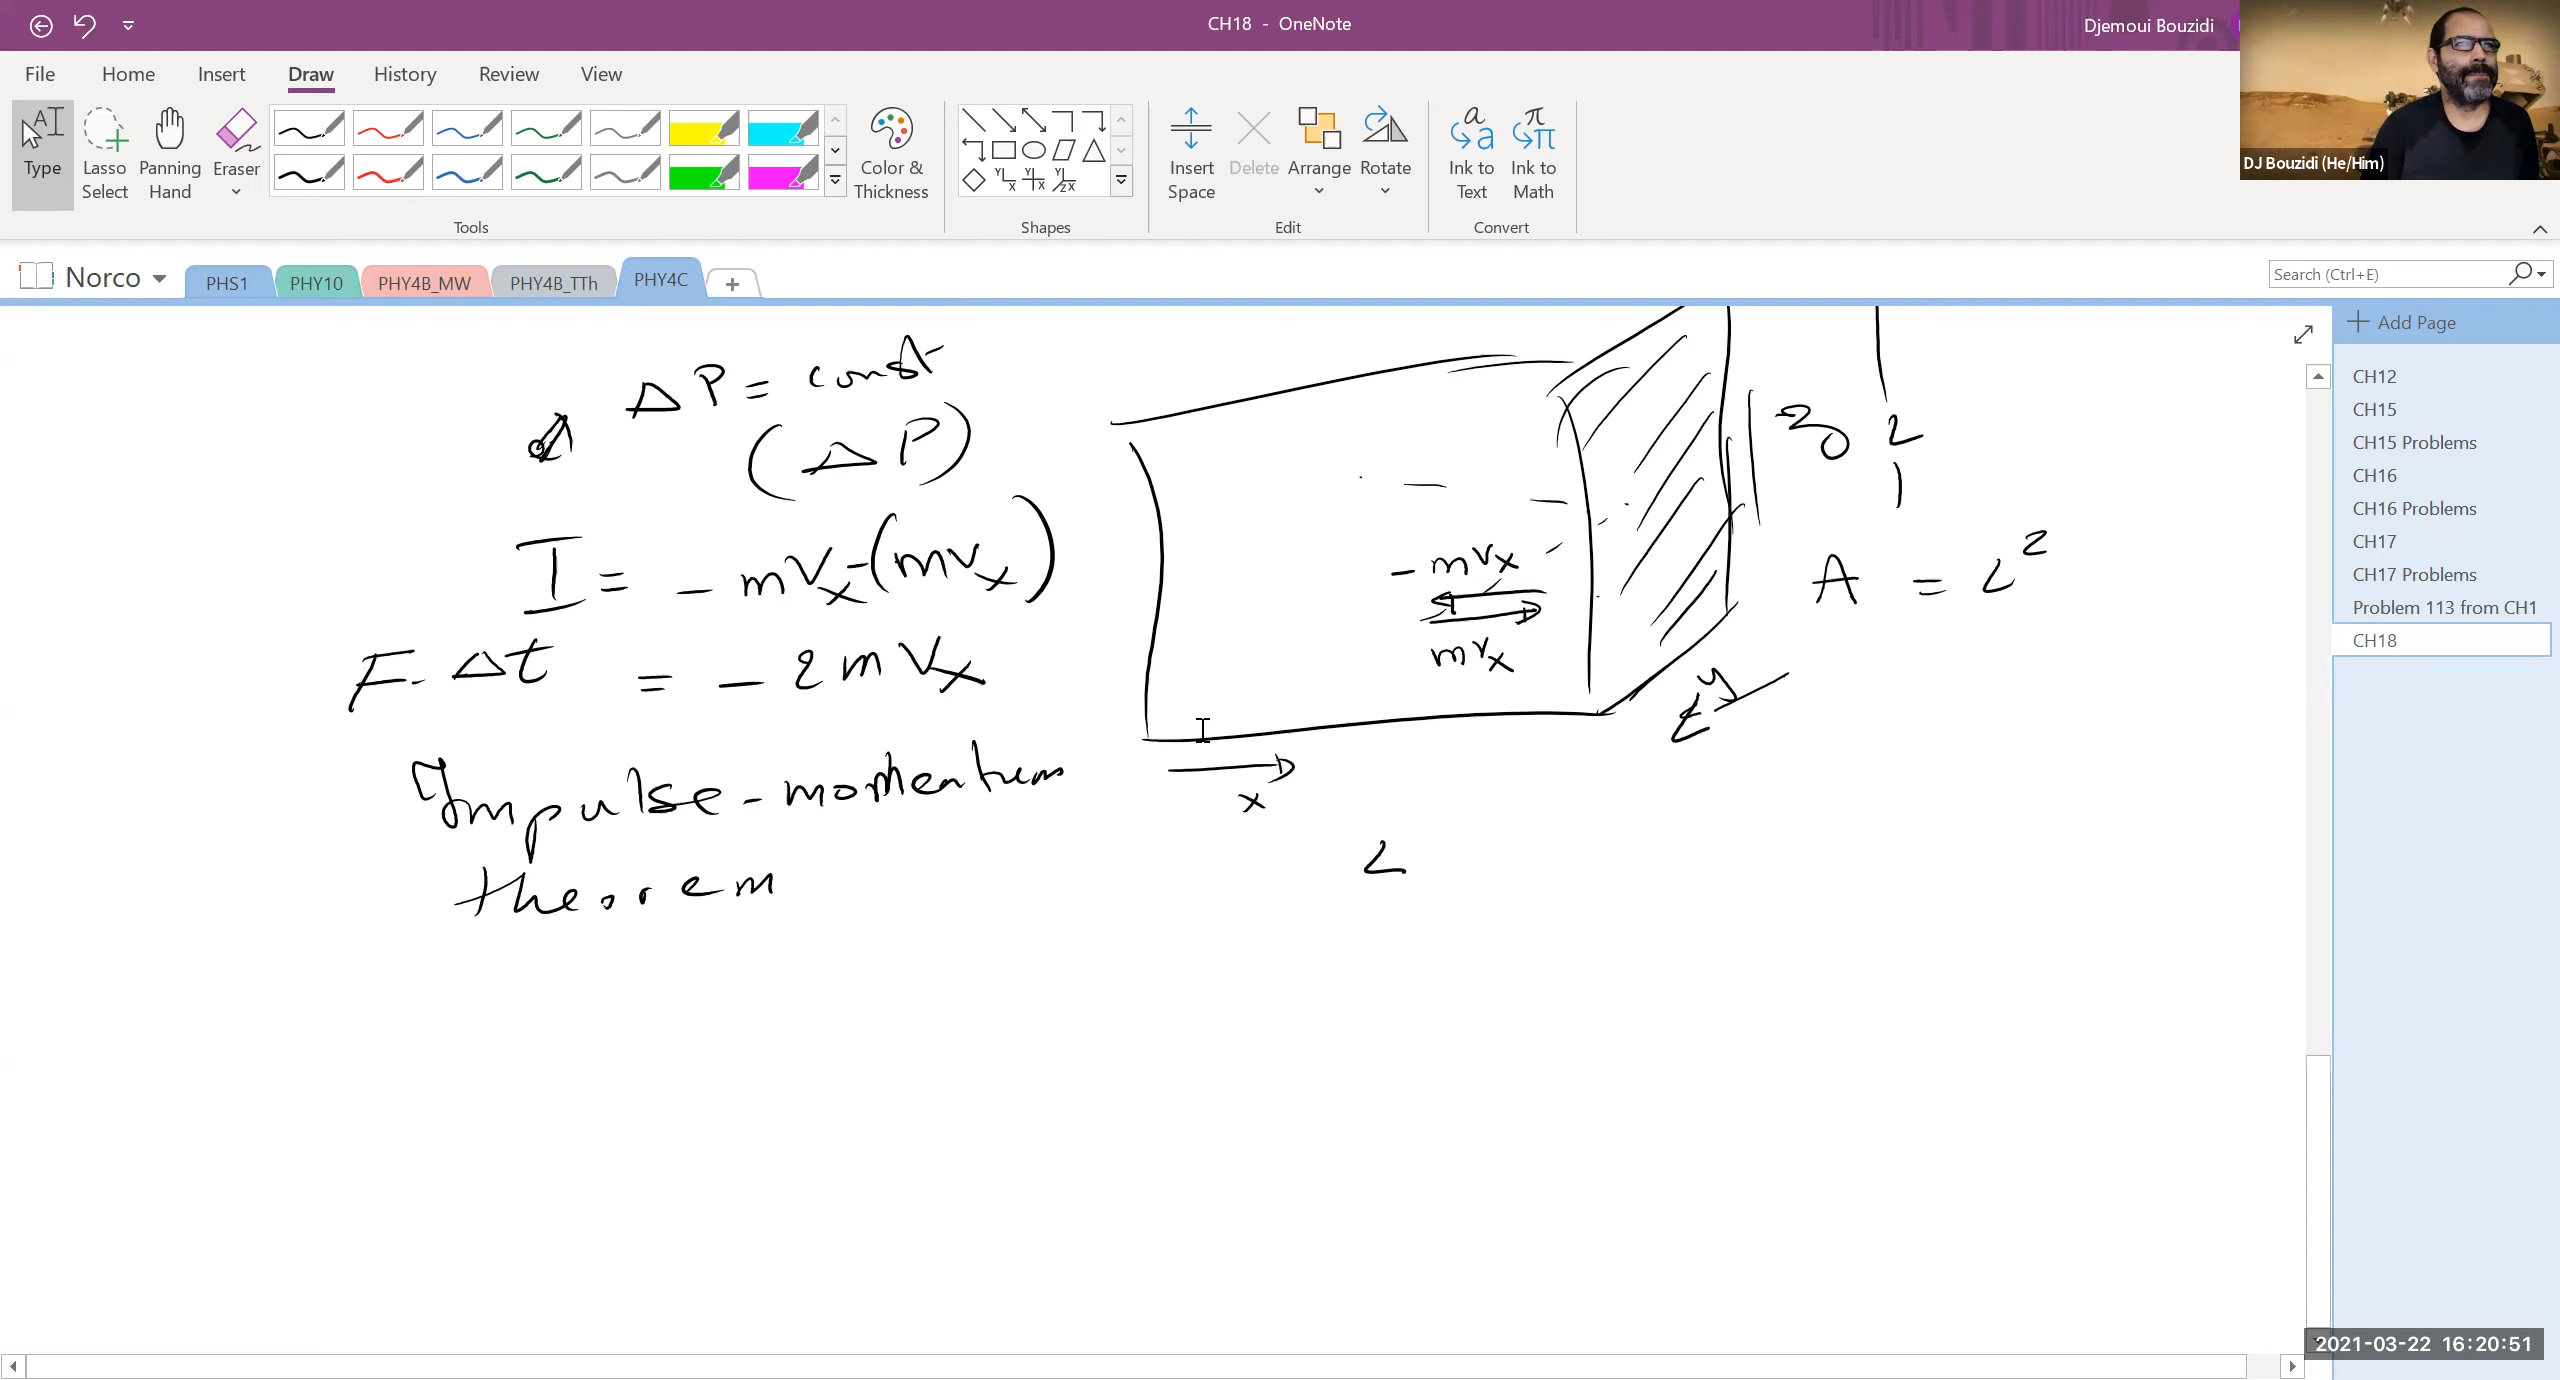 CH18 - OneNote
Djemoui Bouzidi
DJ Bouzidi (He/Him)
File Home Insert Draw History Review View
Type
Lasso Select
Panning Hand
Eraser
Color & Thickness
Insert Space
Delete
Arrange
Rotate
Ink to Text
Ink to Math
Tools Shapes Edit Convert
Norco PHS1 PHY10 PHY4B_MW PHY4B_TTh PHY4C +
Search (Ctrl+E)
Add Page
CH12
CH15
CH15 Problems
CH16
CH16 Problems
CH17
CH17 Problems
Problem 113 from CH1
CH18
ΔP = const
(ΔP)
I = - mVx - (mVx)
F. Δt = - 2 m Vx
Impulse - momentum
theorem
- mVx
mVx
x
L
L
A = L²
y
z
2021-03-22 16:20:51